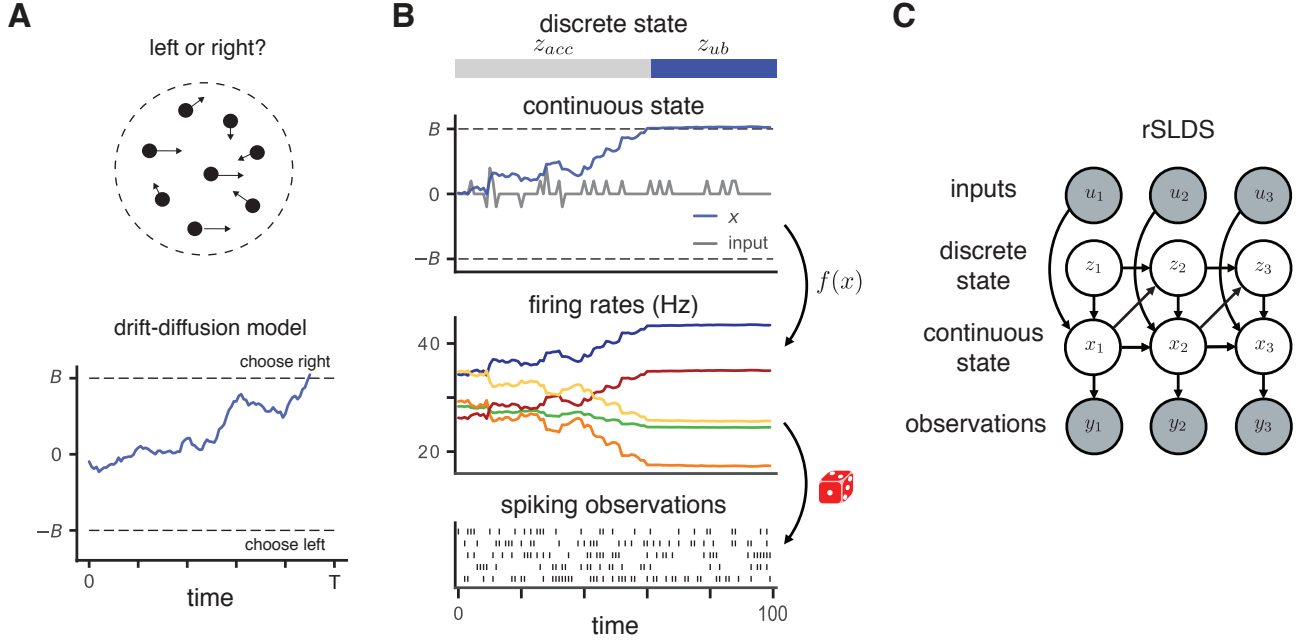 A
left or right?
drift-diffusion model
choose right
B
0
−B
choose left
0
T
time
B
discrete state
z_acc
z_ub
continuous state
B
0
−B
x
input
f(x)
firing rates (Hz)
40
20
spiking observations
0
100
time
C
rSLDS
inputs
u₁ u₂ u₃
discrete
state
z₁ z₂ z₃
continuous
state
x₁ x₂ x₃
observations
y₁ y₂ y₃